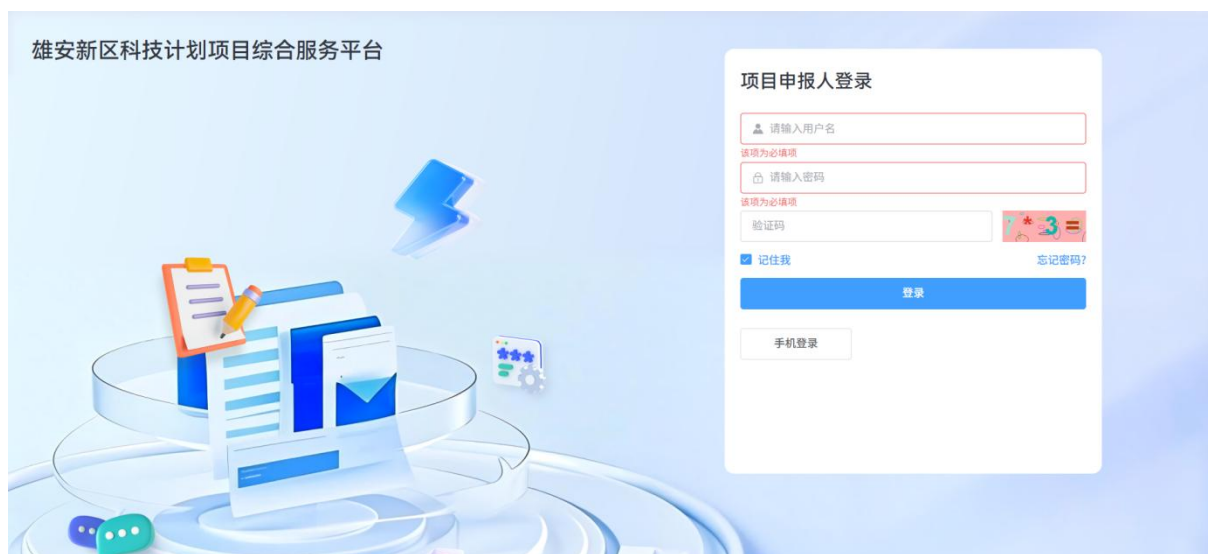 雄安新区科技计划项目综合服务平台
项目申报人登录
请输入用户名
该项为必填项
请输入密码
该项为必填项
验证码
7*3=
记住我
忘记密码?
登录
手机登录